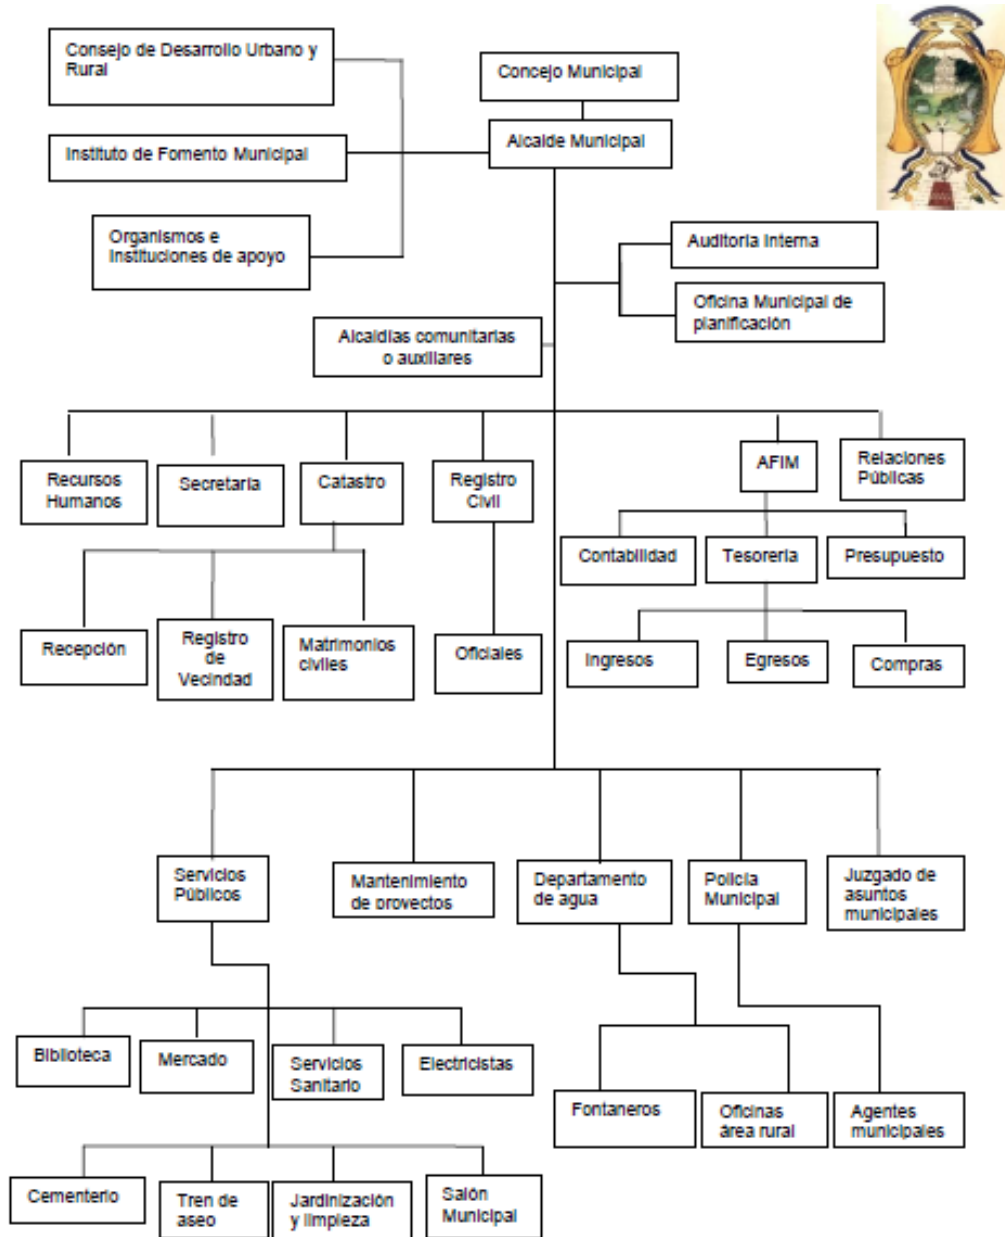 Consejo de Desarrollo Urbano y
Rural
Concejo Municipal
Instituto de Fomento Municipal
Alcalde Municipal
Organismos e
Instituciones de apoyo
Auditoria Interna
Oficina Municipal de
planificación
Alcaldías comunitarias
o auxiliares
Recursos
Humanos
Secretaría
Catastro
Registro
Civil
AFIM
Relaciones
Públicas
Contabilidad
Tesorería
Presupuesto
Recepción
Registro
de
Vecindad
Matrimonios
civiles
Oficiales
Ingresos
Egresos
Compras
Servicios
Públicos
Mantenimiento
de proyectos
Departamento
de agua
Policía
Municipal
Juzgado de
asuntos
municipales
Biblioteca
Mercado
Servicios
Sanitario
Electricistas
Fontaneros
Oficinas
área rural
Agentes
municipales
Cementerio
Tren de
aseo
Jardinización
y limpieza
Salón
Municipal